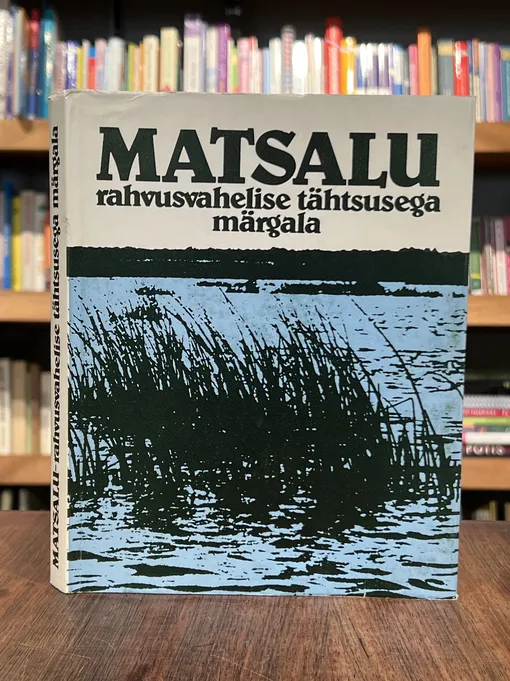 MATSALU
rahvusvahelise tähtsusega
märgala
MATSALU-rahvusvahelise tähtsusega märgala